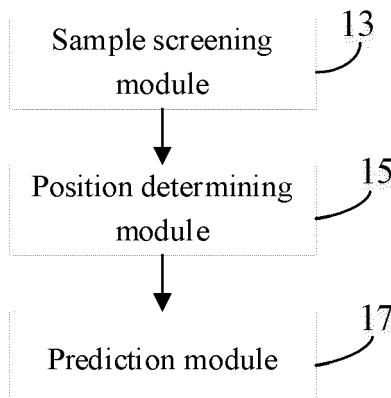 13
Sample screening
module
15
Position determining
module
17
Prediction module